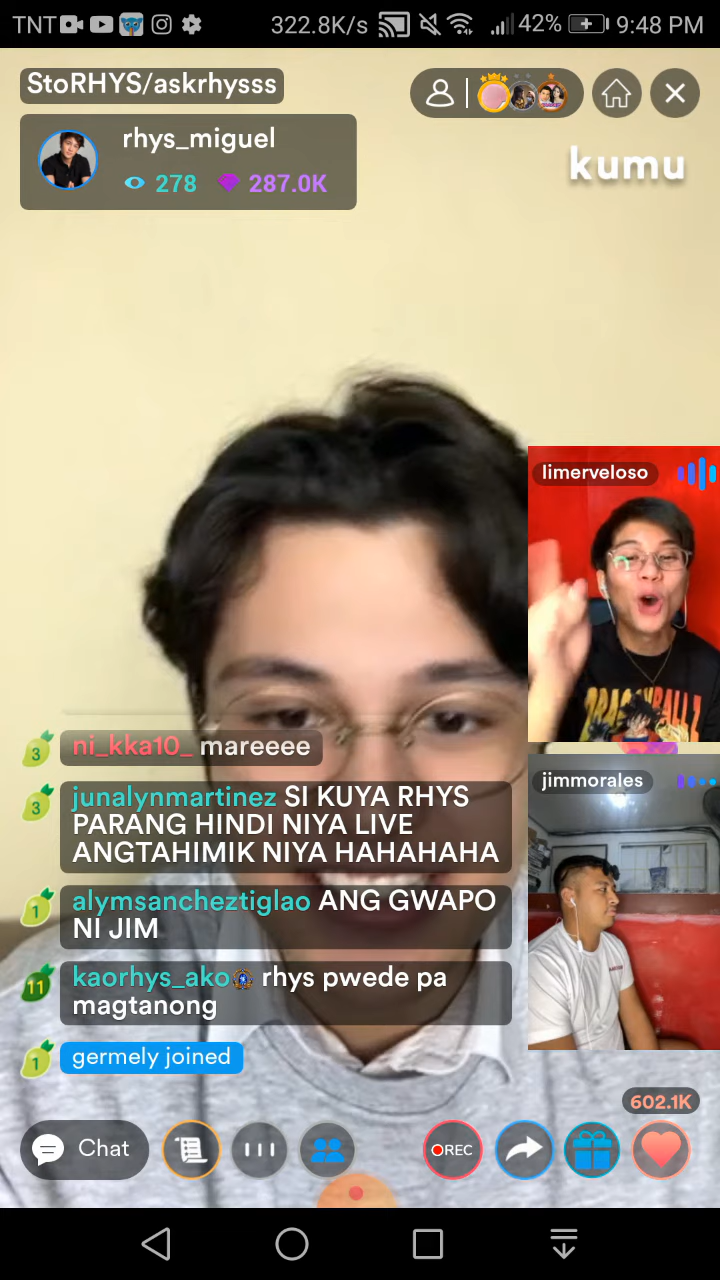 TNT 322.8K/s 42% 9:48 PM
StoRHYS/askrhysss
rhys_miguel
278 287.0K
kumu
limerveloso
DRAGONBALL Z
3 ni_kka10_ mareeee
jimmorales
3 junalynmartinez SI KUYA RHYS
PARANG HINDI NIYA LIVE
ANGTAHIMIK NIYA HAHAHAHA
1 alymsancheztiglao ANG GWAPO
NI JIM
11 kaorhys_ako rhys pwede pa
magtanong
1 germely joined
602.1K
Chat REC